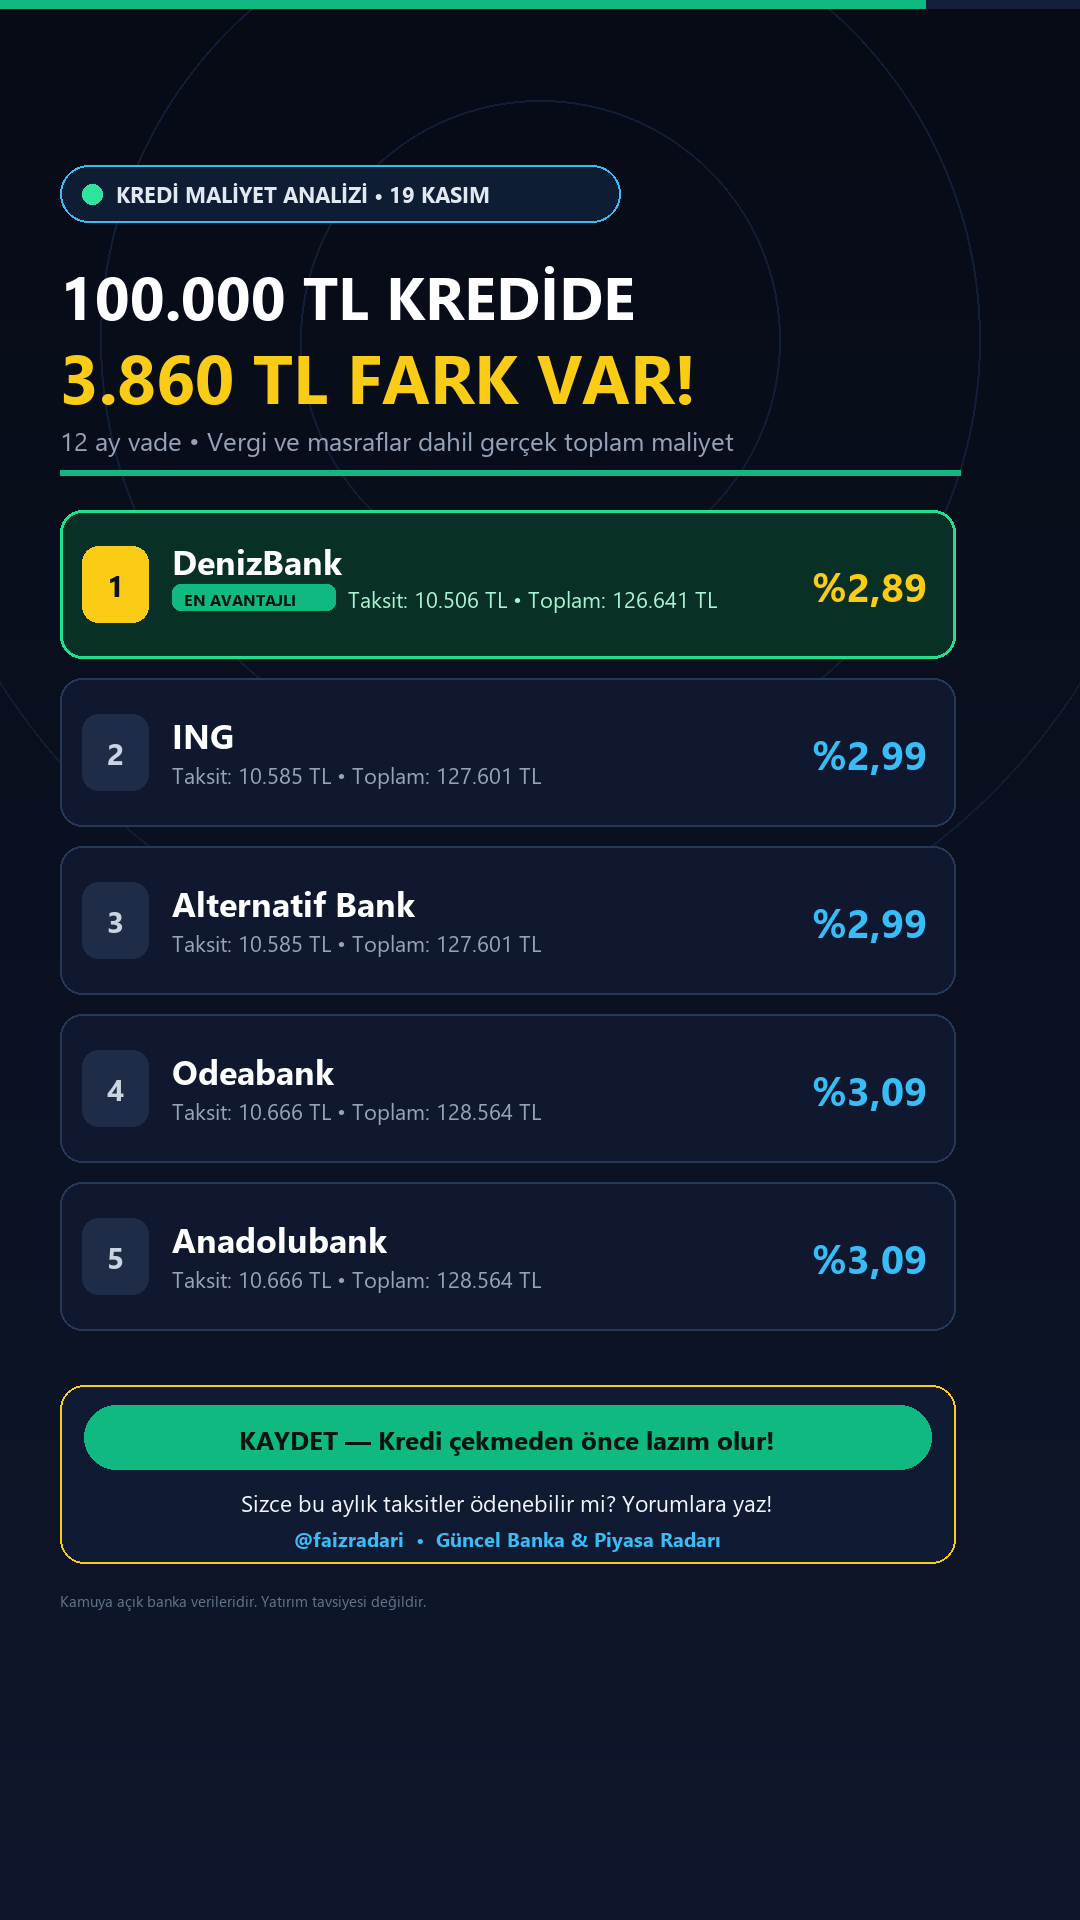 KREDİ MALİYET ANALİZİ • 19 KASIM
100.000 TL KREDİDE
3.860 TL FARK VAR!
12 ay vade • Vergi ve masraflar dahil gerçek toplam maliyet
1
DenizBank
EN AVANTAJLI
Taksit: 10.506 TL • Toplam: 126.641 TL
%2,89
2
ING
Taksit: 10.585 TL • Toplam: 127.601 TL
%2,99
3
Alternatif Bank
Taksit: 10.585 TL • Toplam: 127.601 TL
%2,99
4
Odeabank
Taksit: 10.666 TL • Toplam: 128.564 TL
%3,09
5
Anadolubank
Taksit: 10.666 TL • Toplam: 128.564 TL
%3,09
KAYDET — Kredi çekmeden önce lazım olur!
Sizce bu aylık taksitler ödenebilir mi? Yorumlara yaz!
@faizradari • Güncel Banka & Piyasa Radarı
Kamuya açık banka verileridir. Yatırım tavsiyesi değildir.